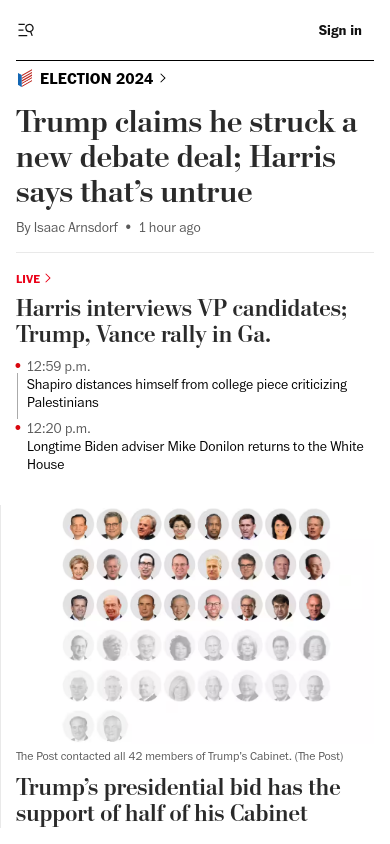 Sign in
ELECTION 2024
Trump claims he struck a
new debate deal; Harris
says that’s untrue
By Isaac Arnsdorf • 1 hour ago
LIVE
Harris interviews VP candidates;
Trump, Vance rally in Ga.
12:59 p.m.
Shapiro distances himself from college piece criticizing
Palestinians
12:20 p.m.
Longtime Biden adviser Mike Donilon returns to the White
House
The Post contacted all 42 members of Trump's Cabinet. (The Post)
Trump’s presidential bid has the
support of half of his Cabinet